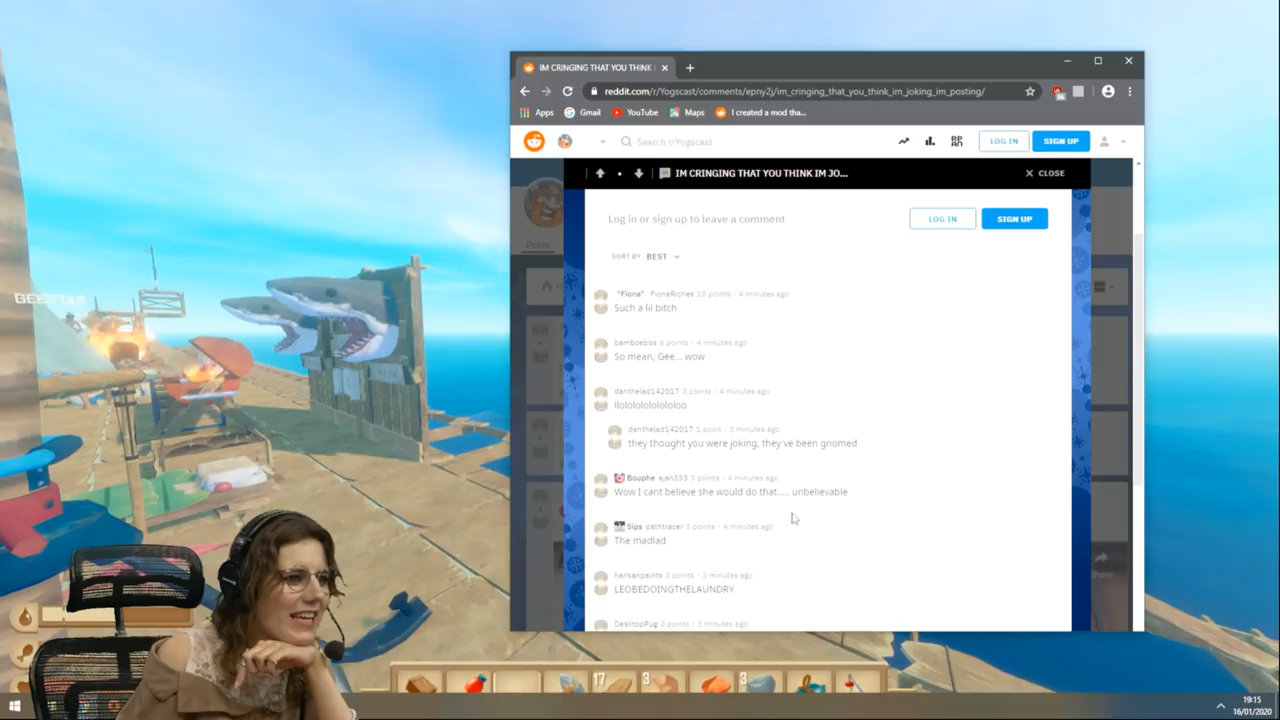 IM CRINGING THAT YOU THINK
reddit.com/r/Yogscast/comments/epny2j/im_cringing_that_you_think_im_joking_im_posting/
Apps Gmail YouTube Maps I created a mod tha...
Search r/Yogscast LOG IN SIGN UP
IM CRINGING THAT YOU THINK IM JO... CLOSE
Log in or sign up to leave a comment LOG IN SIGN UP
Posts
SORT BY BEST
"Fiona" FionaRiches 10 points · 4 minutes ago
Such a lil bitch
bamboebos 6 points · 4 minutes ago
So mean, Gee... wow
danthelad142017 3 points · 4 minutes ago
llolololololololoo
danthelad142017 1 point · 3 minutes ago
they thought you were joking, they've been gnomed
Bouphe ajan333 3 points · 4 minutes ago
Wow I cant believe she would do that.... unbelievable
Sips pathtracer 3 points · 4 minutes ago
The madlad
Share
hansanpaints 3 points · 3 minutes ago
LEOBEDOINGTHELAUNDRY
DesktopPug 2 points · 3 minutes ago
17 3 3
19:15
16/01/2020